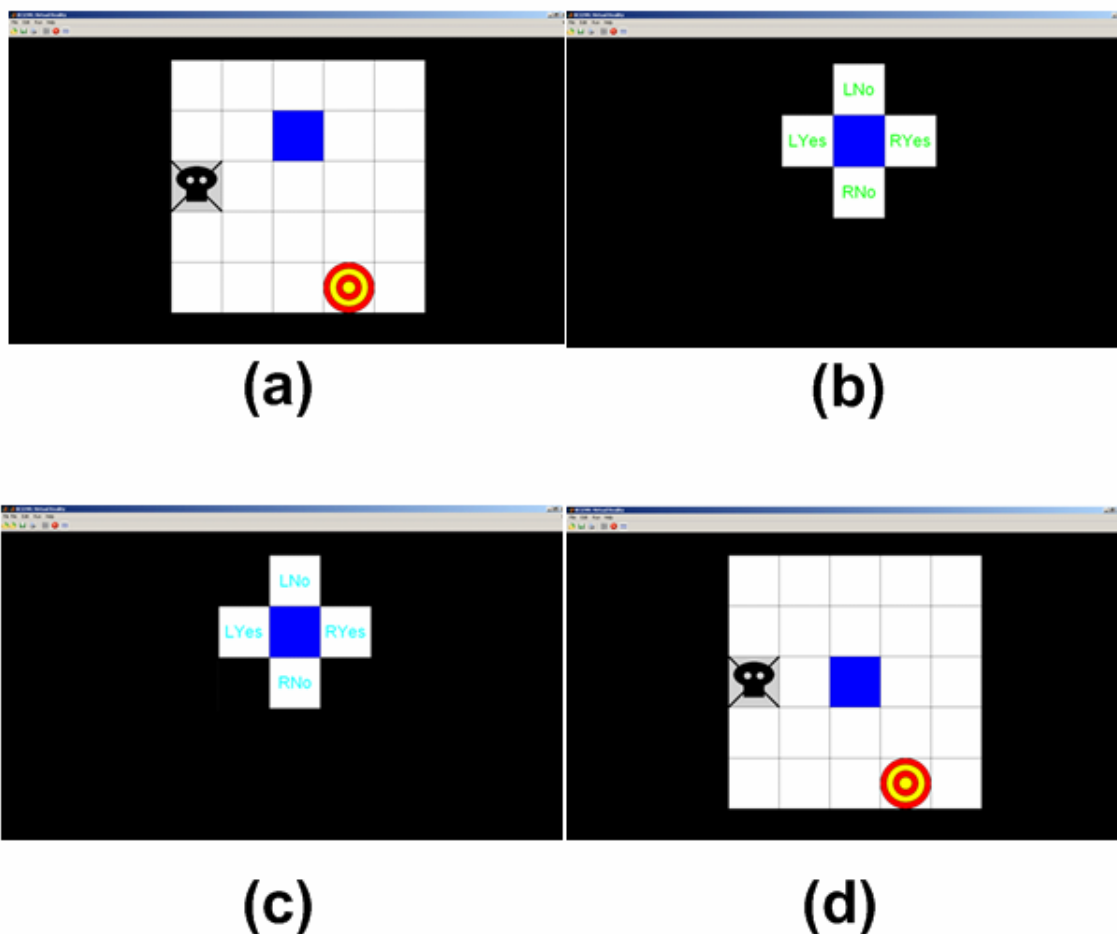 LNo
LYes RYes
RNo
(a)
(b)
LNo
LYes RYes
RNo
(c)
(d)